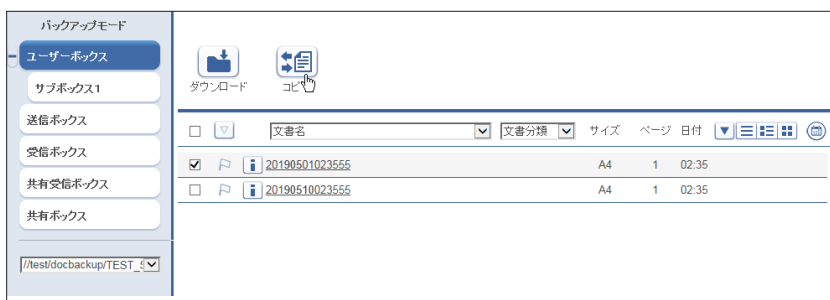 バックアップモード
ユーザーボックス
サブボックス1
送信ボックス
受信ボックス
共有受信ボックス
共有ボックス
//test/docbackup/TEST_
ダウンロード コピー
文書名 文書分類 サイズ ページ 日付
20190501023555 A4 1 02:35
20190510023555 A4 1 02:35